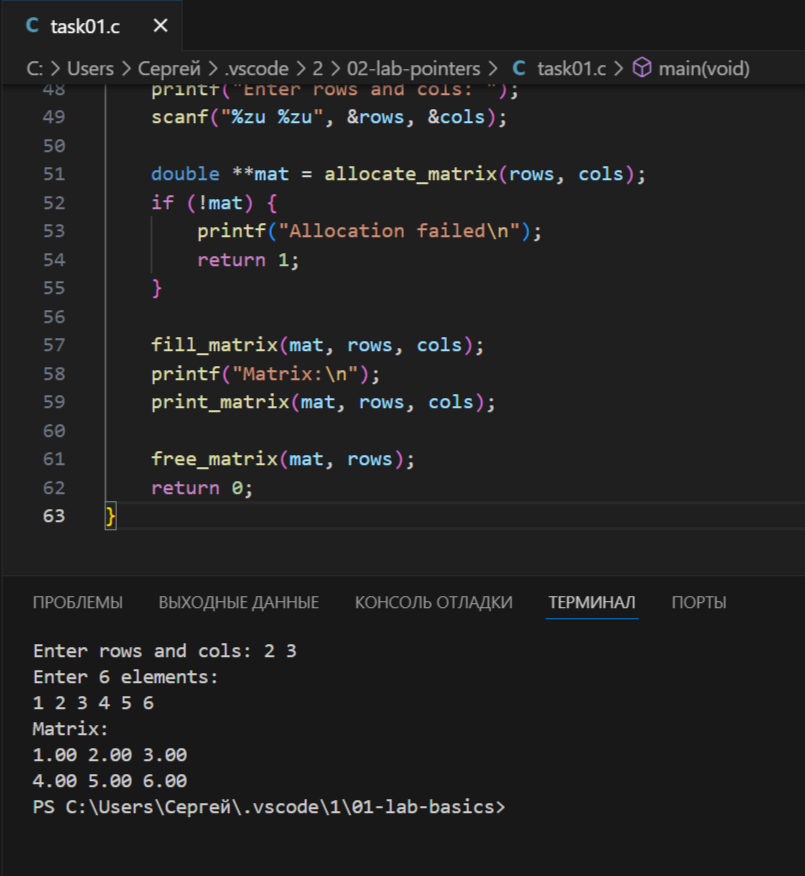 C task01.c ×
C: > Users > Сергей > .vscode > 2 > 02-lab-pointers > C task01.c > main(void)
48 printf("Enter rows and cols: ");
49 scanf("%zu %zu", &rows, &cols);
50
51 double **mat = allocate_matrix(rows, cols);
52 if (!mat) {
53 printf("Allocation failed\n");
54 return 1;
55 }
56
57 fill_matrix(mat, rows, cols);
58 printf("Matrix:\n");
59 print_matrix(mat, rows, cols);
60
61 free_matrix(mat, rows);
62 return 0;
63 }
ПРОБЛЕМЫ ВЫХОДНЫЕ ДАННЫЕ КОНСОЛЬ ОТЛАДКИ ТЕРМИНАЛ ПОРТЫ
Enter rows and cols: 2 3
Enter 6 elements:
1 2 3 4 5 6
Matrix:
1.00 2.00 3.00
4.00 5.00 6.00
PS C:\Users\Сергей\.vscode\1\01-lab-basics>